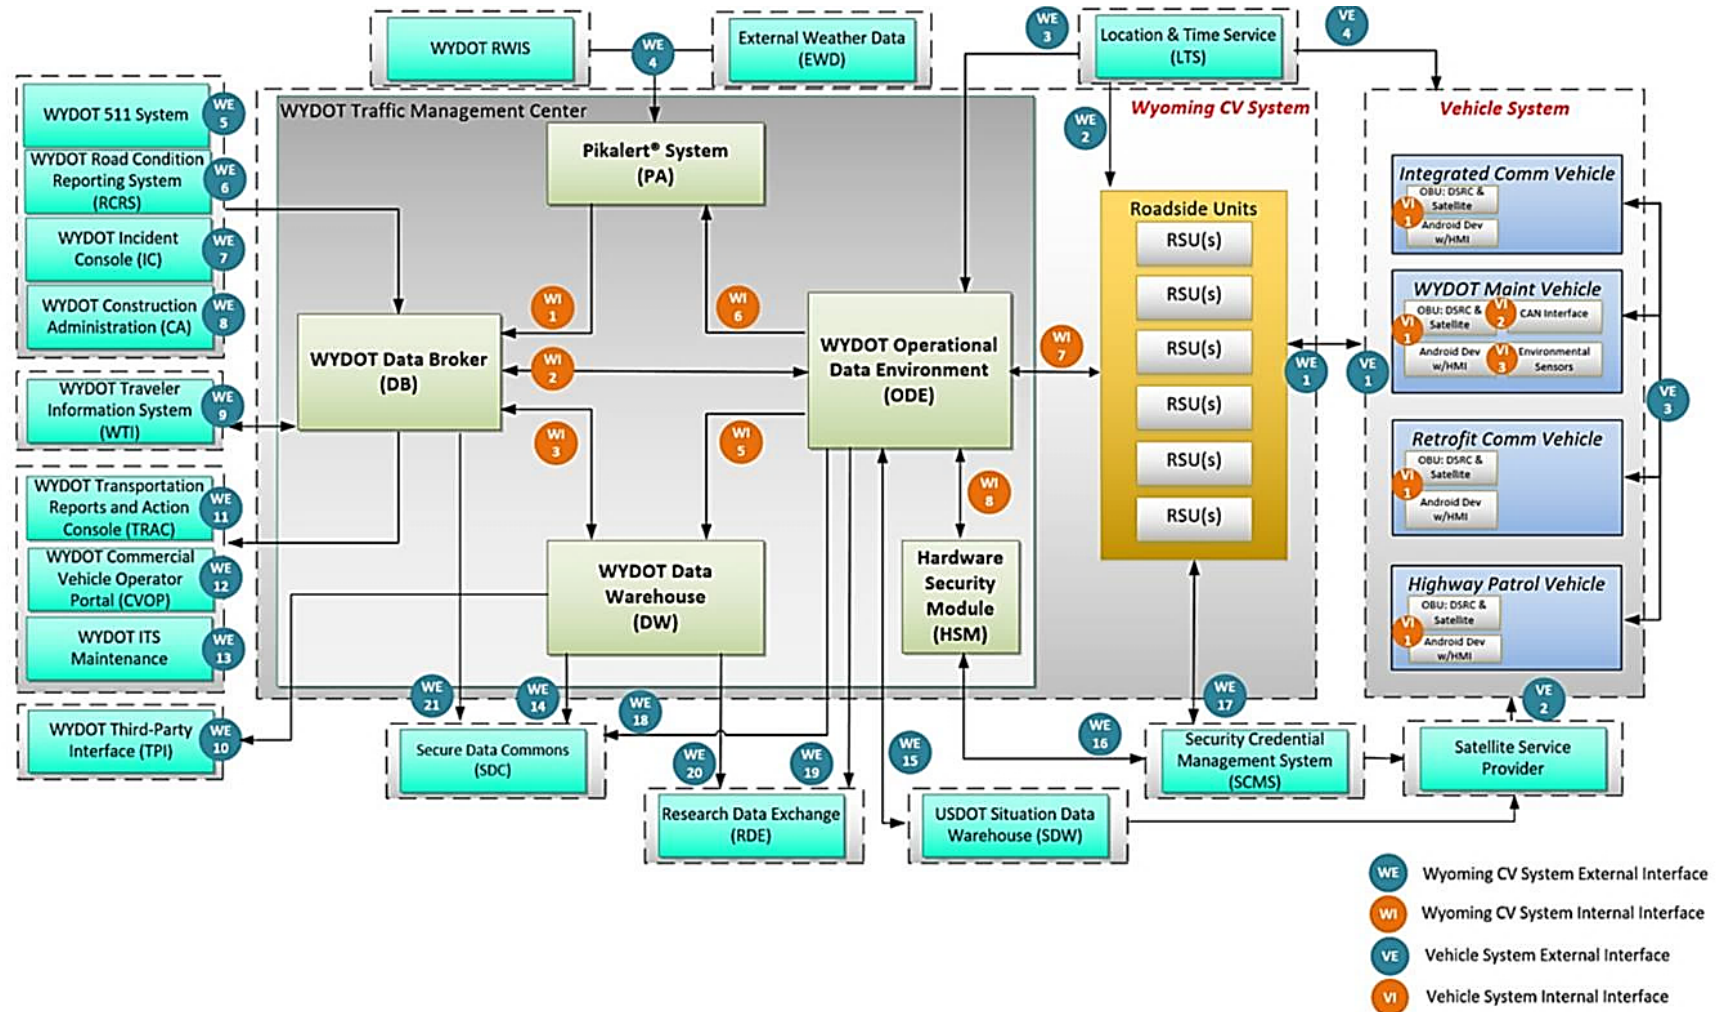 WYDOT RWIS
WE
4
External Weather Data
(EWD)
WE
3
Location & Time Service
(LTS)
VE
4
WYDOT 511 System
WE
5
WYDOT Road Condition
Reporting System
(RCRS)
WE
6
WYDOT Incident
Console (IC)
WE
7
WYDOT Construction
Administration (CA)
WE
8
WYDOT Traveler
Information System
(WTI)
WE
9
WYDOT Transportation
Reports and Action
Console (TRAC)
WE
11
WYDOT Commercial
Vehicle Operator
Portal (CVOP)
WE
12
WYDOT ITS
Maintenance
WE
13
WYDOT Third-Party
Interface (TPI)
WE
10
WYDOT Traffic Management Center
Pikalert® System
(PA)
WI
1
WI
6
WYDOT Data Broker
(DB)
WI
2
WYDOT Operational
Data Environment
(ODE)
WI
3
WI
5
WI
7
WI
8
WYDOT Data
Warehouse
(DW)
Hardware
Security
Module
(HSM)
Wyoming CV System
WE
2
Roadside Units
RSU(s)
RSU(s)
RSU(s)
RSU(s)
RSU(s)
RSU(s)
WE
1
VE
1
Vehicle System
Integrated Comm Vehicle
OBU: DSRC &
Satellite
VI
1
Android Dev
w/HMI
WYDOT Maint Vehicle
OBU: DSRC &
Satellite
VI
2
CAN Interface
VI
1
Android Dev
w/HMI
VI
3
Environmental
Sensors
VE
3
Retrofit Comm Vehicle
OBU: DSRC &
Satellite
VI
1
Android Dev
w/HMI
Highway Patrol Vehicle
OBU: DSRC &
Satellite
VI
1
Android Dev
w/HMI
WE
21
WE
14
WE
18
WE
20
WE
19
WE
15
WE
16
WE
17
VE
2
Secure Data Commons
(SDC)
Research Data Exchange
(RDE)
USDOT Situation Data
Warehouse (SDW)
Security Credential
Management System
(SCMS)
Satellite Service
Provider
WE
Wyoming CV System External Interface
WI
Wyoming CV System Internal Interface
VE
Vehicle System External Interface
VI
Vehicle System Internal Interface